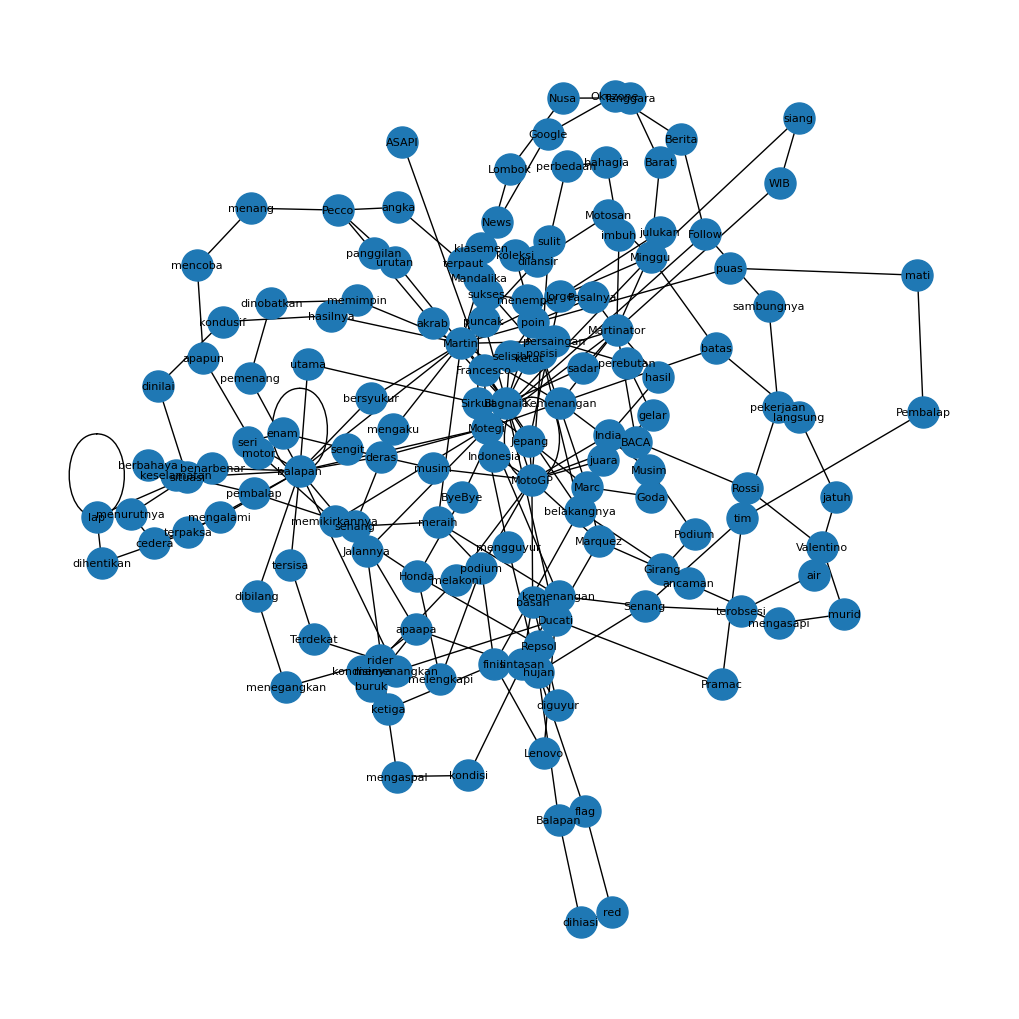 Nusa
Okezone
Tenggara
siang
Google
ASAPI
Berita
Lombok
perbedaan
bahagia
Barat
WIB
menang
Pecco
angka
News
Motosan
imbuh
julukan
Follow
klasemen
sulit
panggilan
urutan
terpaut
koleksi
dilansir
Minggu
mencoba
puas
mati
Mandalika
sukses
menempel
Jorge
Pasalnya
sambungnya
dinobatkan
memimpin
kondusif
hasilnya
akrab
puncak
poin
Martinator
Martin
persaingan
posisi
batas
apapun
selisih
ketat
pemenang
utama
Francesco
sadar
perebutan
hasil
dinilai
bersyukur
Sirkuit
Bagnaia
Kemenangan
pekerjaan
langsung
Pembalap
gelar
mengaku
enam
seri
motor
sengit
Motegi
Jepang
India
BACA
deras
Indonesia
juara
berbahaya
keselamatan
situasi
benarbenar
balapan
musim
MotoGP
Musim
Marc
Goda
Rossi
jatuh
pembalap
ByeBye
lap
menurutnya
mengalami
memikirkannya
senang
merain
belakangnya
tim
terpaksa
cedera
Jalannya
mengguyur
Marquez
Podium
Valentino
dihentikan
tersisa
Honda
melakoni
podium
Girang
ancaman
air
dibilang
basah
kemenangan
Senang
terobsesi
murid
Ducati
mengasapi
Terdekat
apaapa
Repsol
rider
kondisinya
memenangkan
finis
lintasan
hujan
menegangkan
buruk
melengkapi
Pramac
ketiga
diguyur
Lenovo
mengaspal
kondisi
Balapan
flag
dihiasi
red